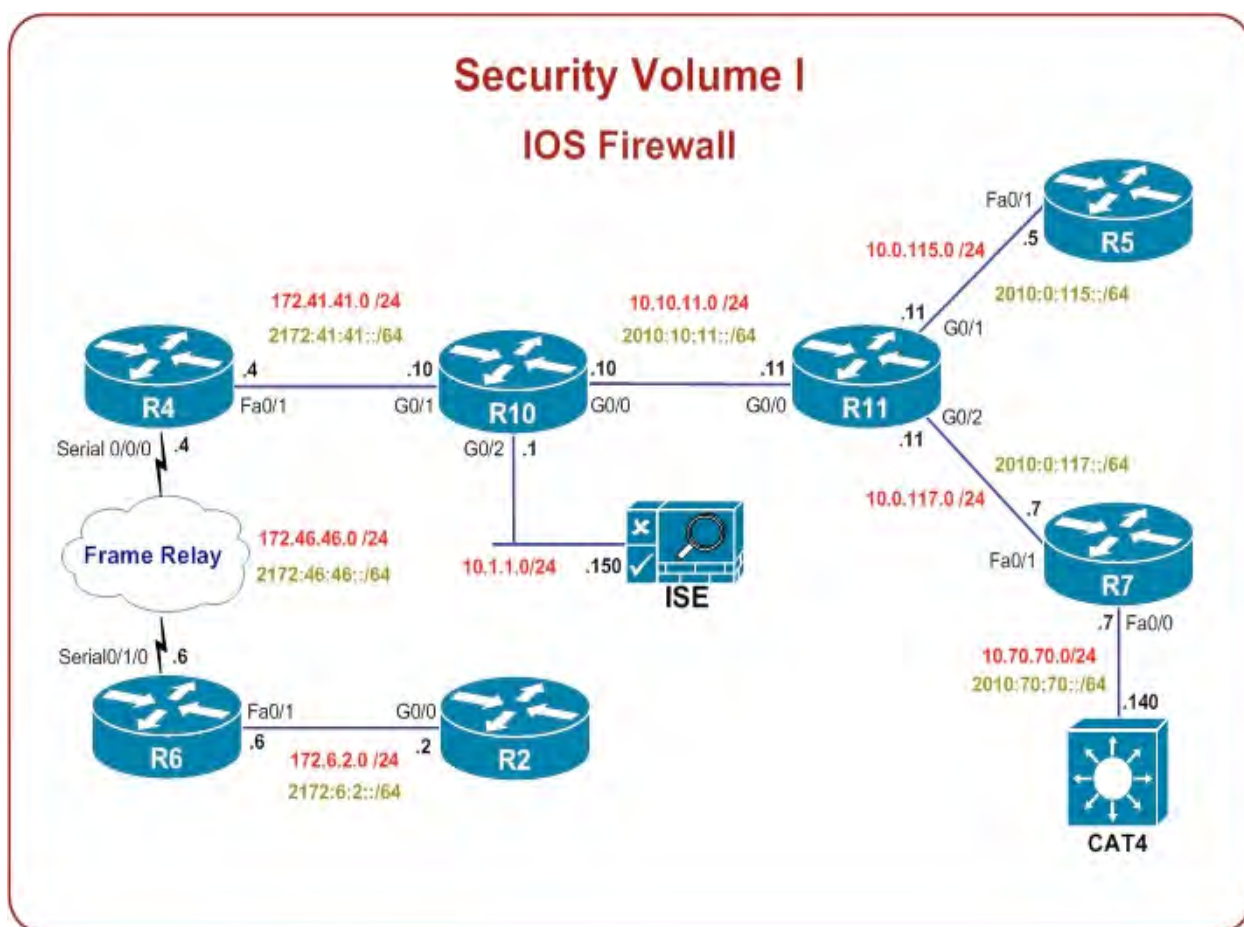 Security Volume I
IOS Firewall
Fa0/1
.5
R5
10.0.115.0 /24
2010:0:115::/64
.11
G0/1
172.41.41.0 /24
2172:41:41::/64
10.10.11.0 /24
2010:10:11::/64
R4
.4
Fa0/1
.10
G0/1
R10
.10
G0/0
.11
G0/0
R11
G0/2
.11
2010:0:117::/64
10.0.117.0 /24
.7
Fa0/1
R7
Serial 0/0/0
.4
G0/2
.1
Frame Relay
172.46.46.0 /24
2172:46:46::/64
10.1.1.0/24
.150
ISE
.7
Fa0/0
10.70.70.0/24
2010:70:70::/64
.140
CAT4
Serial0/1/0
.6
R6
Fa0/1
.6
G0/0
.2
R2
172.6.2.0 /24
2172:6:2::/64